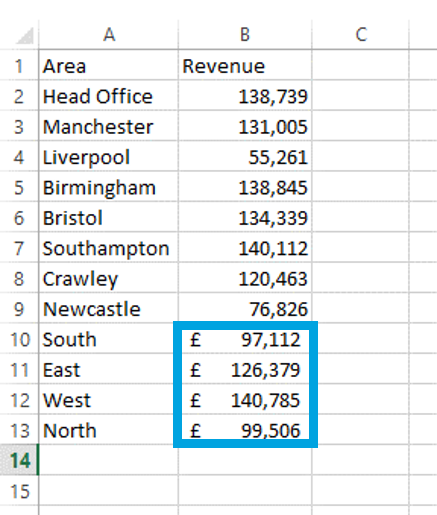 A B C
1 Area Revenue
2 Head Office 138,739
3 Manchester 131,005
4 Liverpool 55,261
5 Birmingham 138,845
6 Bristol 134,339
7 Southampton 140,112
8 Crawley 120,463
9 Newcastle 76,826
10 South £ 97,112
11 East £ 126,379
12 West £ 140,785
13 North £ 99,506
14
15